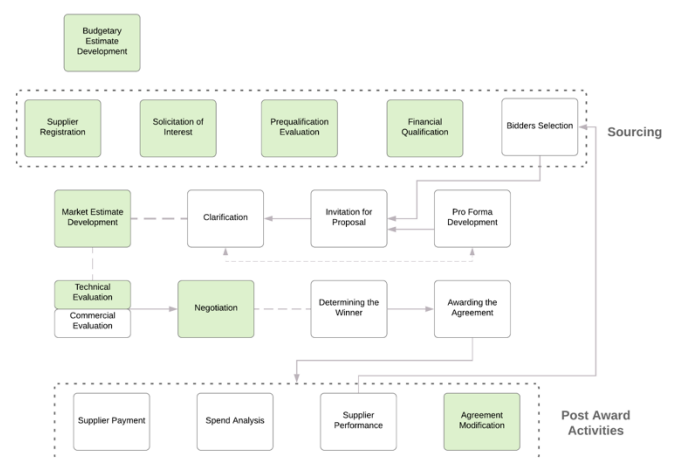 Budgetary
Estimate
Development
Supplier
Registration
Solicitation of
Interest
Prequalification
Evaluation
Financial
Qualification
Bidders Selection
Sourcing
Market Estimate
Development
Clarification
Invitation for
Proposal
Pro Forma
Development
Technical
Evaluation
Commercial
Evaluation
Negotiation
Determining the
Winner
Awarding the
Agreement
Supplier Payment
Spend Analysis
Supplier
Performance
Agreement
Modification
Post Award
Activities